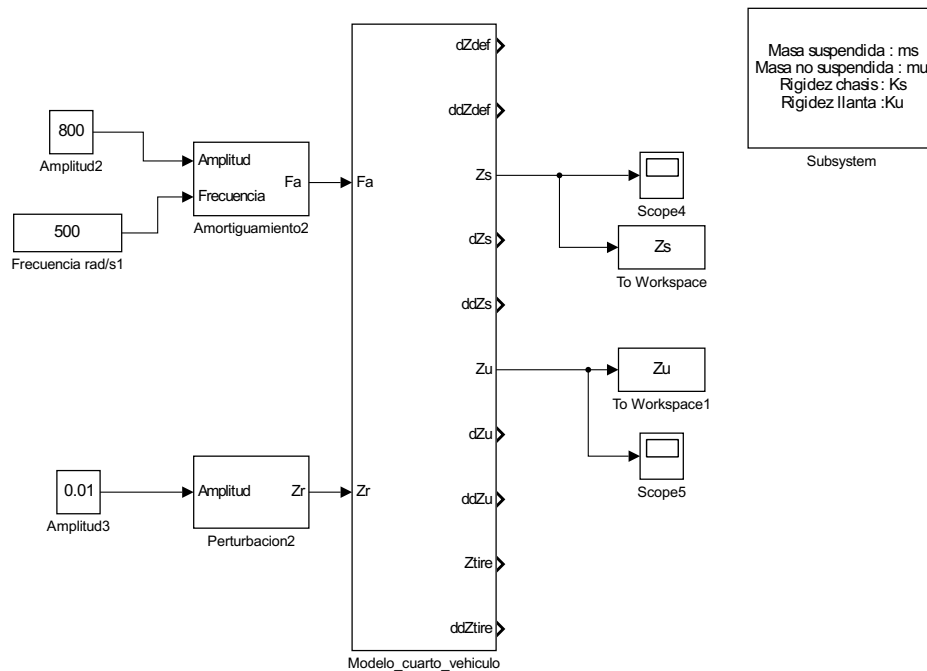 800
Amplitud2
500
Frecuencia rad/s1
Amplitud
Fa
Frecuencia
Amortiguamiento2
0.01
Amplitud3
Amplitud
Zr
Perturbacion2
Fa
Zr
dZdef
ddZdef
Zs
dZs
ddZs
Zu
dZu
ddZu
Ztire
ddZtire
Modelo_cuarto_vehiculo
Scope4
Zs
To Workspace
Zu
To Workspace1
Scope5
Masa suspendida : ms
Masa no suspendida : mu
Rigidez chasis : Ks
Rigidez llanta :Ku
Subsystem